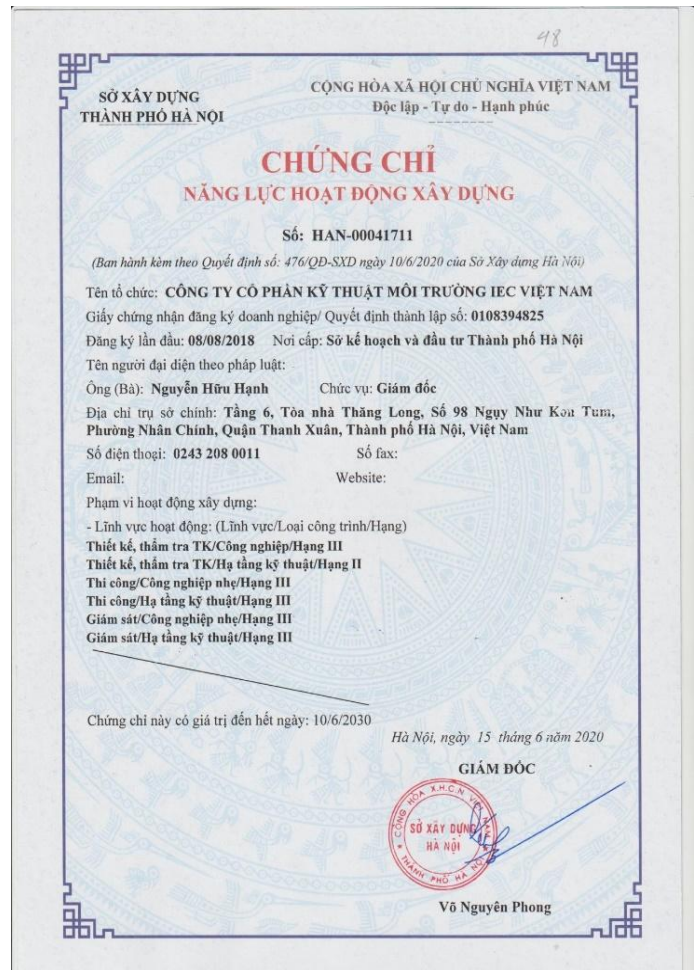 48
SỞ XÂY DỰNG
THÀNH PHỐ HÀ NỘI
CỘNG HÒA XÃ HỘI CHỦ NGHĨA VIỆT NAM
Độc lập - Tự do - Hạnh phúc
CHỨNG CHỈ
NĂNG LỰC HOẠT ĐỘNG XÂY DỰNG
Số: HAN-00041711
(Ban hành kèm theo Quyết định số: 476/QĐ-SXD ngày 10/6/2020 của Sở Xây dựng Hà Nội)
Tên tổ chức: CÔNG TY CỔ PHẦN KỸ THUẬT MÔI TRƯỜNG IEC VIỆT NAM
Giấy chứng nhận đăng ký doanh nghiệp/ Quyết định thành lập số: 0108394825
Đăng ký lần đầu: 08/08/2018 Nơi cấp: Sở kế hoạch và đầu tư Thành phố Hà Nội
Tên người đại diện theo pháp luật:
Ông (Bà): Nguyễn Hữu Hạnh Chức vụ: Giám đốc
Địa chỉ trụ sở chính: Tầng 6, Tòa nhà Thăng Long, Số 98 Ngụy Như Kon Tum,
Phường Nhân Chính, Quận Thanh Xuân, Thành phố Hà Nội, Việt Nam
Số điện thoại: 0243 208 0011 Số fax:
Email: Website:
Phạm vi hoạt động xây dựng:
- Lĩnh vực hoạt động: (Lĩnh vực/Loại công trình/Hạng)
Thiết kế, thẩm tra TK/Công nghiệp/Hạng III
Thiết kế, thẩm tra TK/Hạ tầng kỹ thuật/Hạng II
Thi công/Công nghiệp nhẹ/Hạng III
Thi công/Hạ tầng kỹ thuật/Hạng III
Giám sát/Công nghiệp nhẹ/Hạng III
Giám sát/Hạ tầng kỹ thuật/Hạng III
Chứng chỉ này có giá trị đến hết ngày: 10/6/2030
Hà Nội, ngày 15 tháng 6 năm 2020
GIÁM ĐỐC
CỘNG HÒA X.H.C.N VIỆT NAM
SỞ XÂY DỰNG
HÀ NỘI
THÀNH PHỐ HÀ NỘI
Võ Nguyên Phong